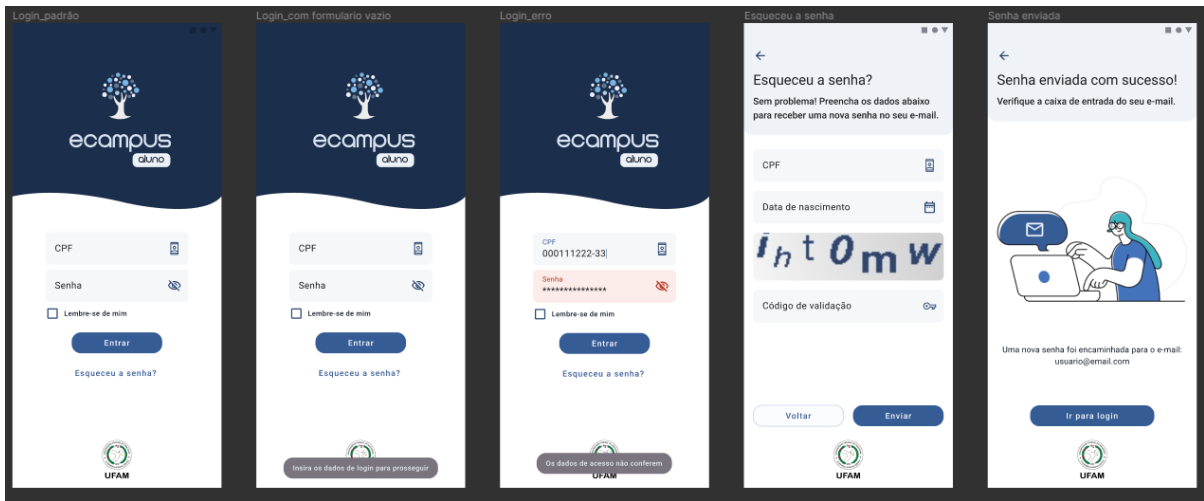 Login_padrão
ecampus
aluno
CPF
Senha
Lembre-se de mim
Entrar
Esqueceu a senha?
UFAM
Login_com formulario vazio
ecampus
aluno
CPF
Senha
Lembre-se de mim
Entrar
Esqueceu a senha?
Insira os dados de login para prosseguir
UFAM
Login_erro
ecampus
aluno
CPF
000111222-33
Senha
***************
Lembre-se de mim
Entrar
Esqueceu a senha?
Os dados de acesso não conferem
UFAM
Esqueceu a senha
Esqueceu a senha?
Sem problema! Preencha os dados abaixo
para receber uma nova senha no seu e-mail.
CPF
Data de nascimento
ihtomw
Código de validação
Voltar
Enviar
UFAM
Senha enviada
Senha enviada com sucesso!
Verifique a caixa de entrada do seu e-mail.
Uma nova senha foi encaminhada para o e-mail:
usuario@email.com
Ir para login
UFAM